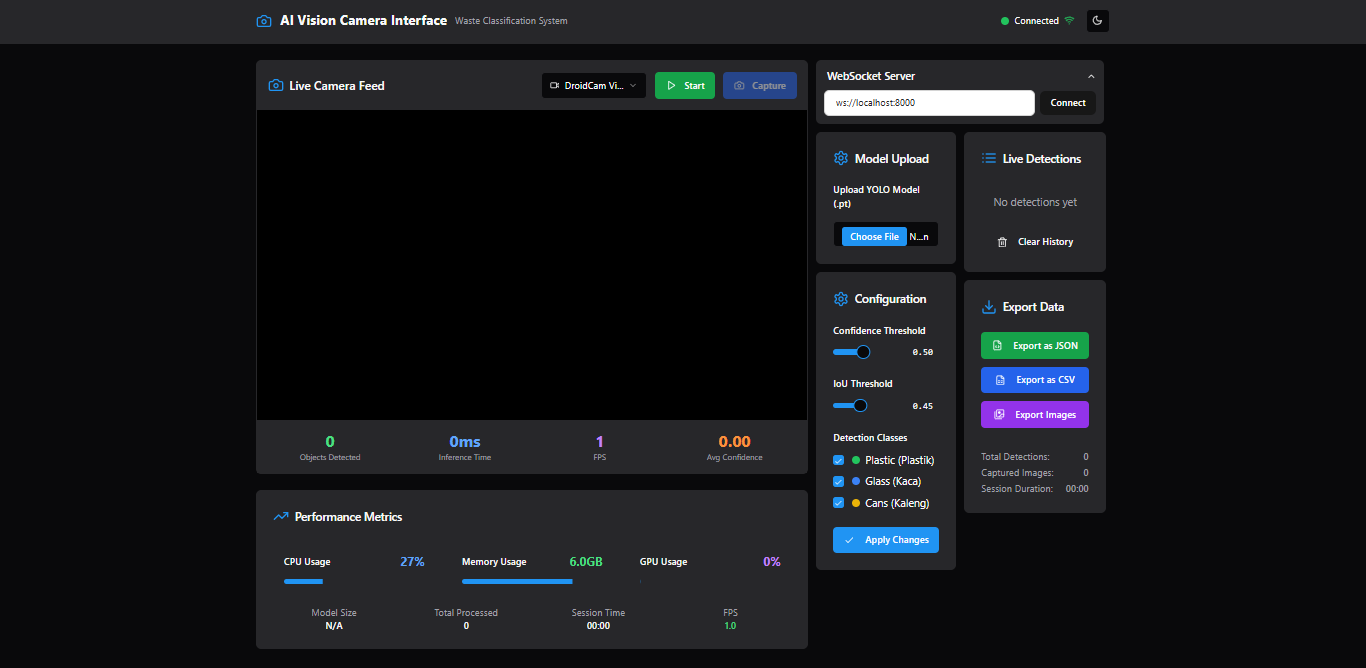 AI Vision Camera Interface Waste Classification System
Connected
Live Camera Feed
DroidCam Vi...
Start
Capture
0
Objects Detected
0ms
Inference Time
1
FPS
0.00
Avg Confidence
Performance Metrics
CPU Usage 27%
Memory Usage 6.0GB
GPU Usage 0%
Model Size
N/A
Total Processed
0
Session Time
00:00
FPS
1.0
WebSocket Server
ws://localhost:8000
Connect
Model Upload
Upload YOLO Model
(.pt)
Choose File N...n
Configuration
Confidence Threshold
0.50
IoU Threshold
0.45
Detection Classes
Plastic (Plastik)
Glass (Kaca)
Cans (Kaleng)
Apply Changes
Live Detections
No detections yet
Clear History
Export Data
Export as JSON
Export as CSV
Export Images
Total Detections: 0
Captured Images: 0
Session Duration: 00:00